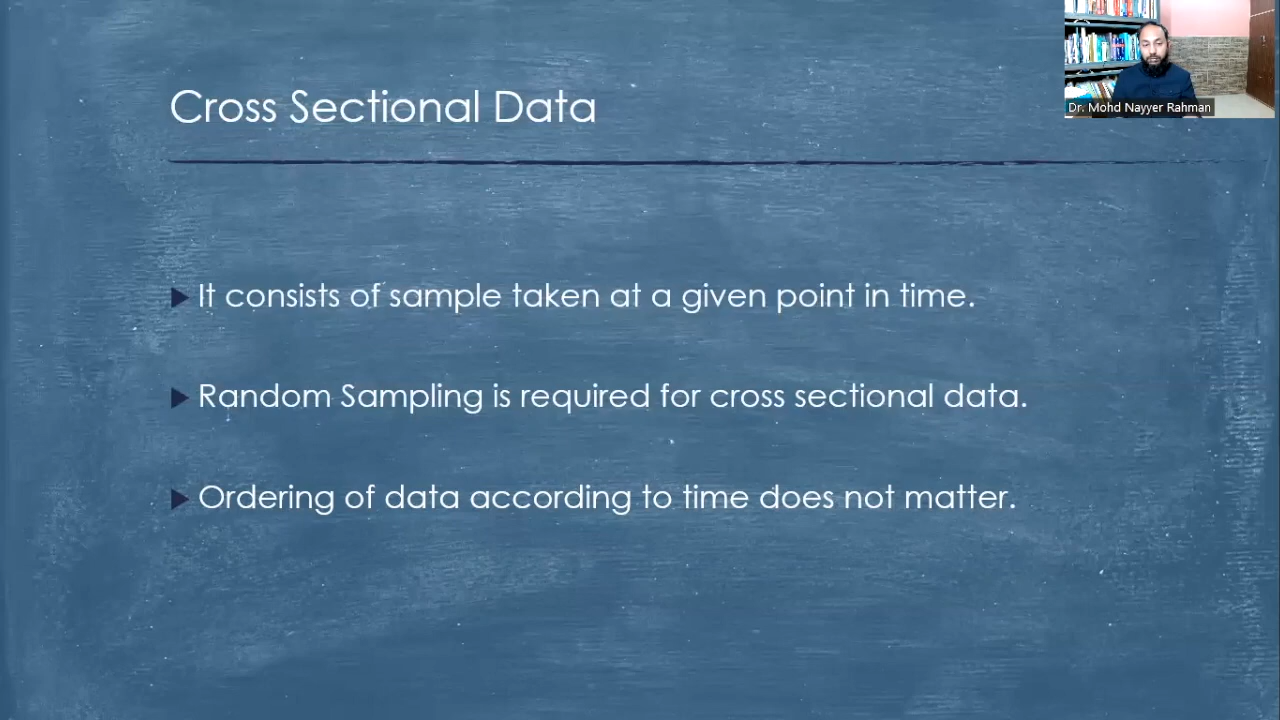 Cross Sectional Data
Dr. Mohd Nayyer Rahman
It consists of sample taken at a given point in time.
Random Sampling is required for cross sectional data.
Ordering of data according to time does not matter.